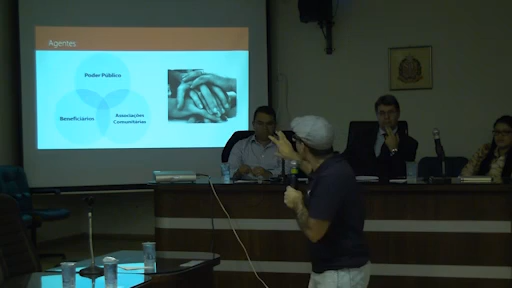 Agentes
Poder Público
Beneficiários
Associações
Comunitárias